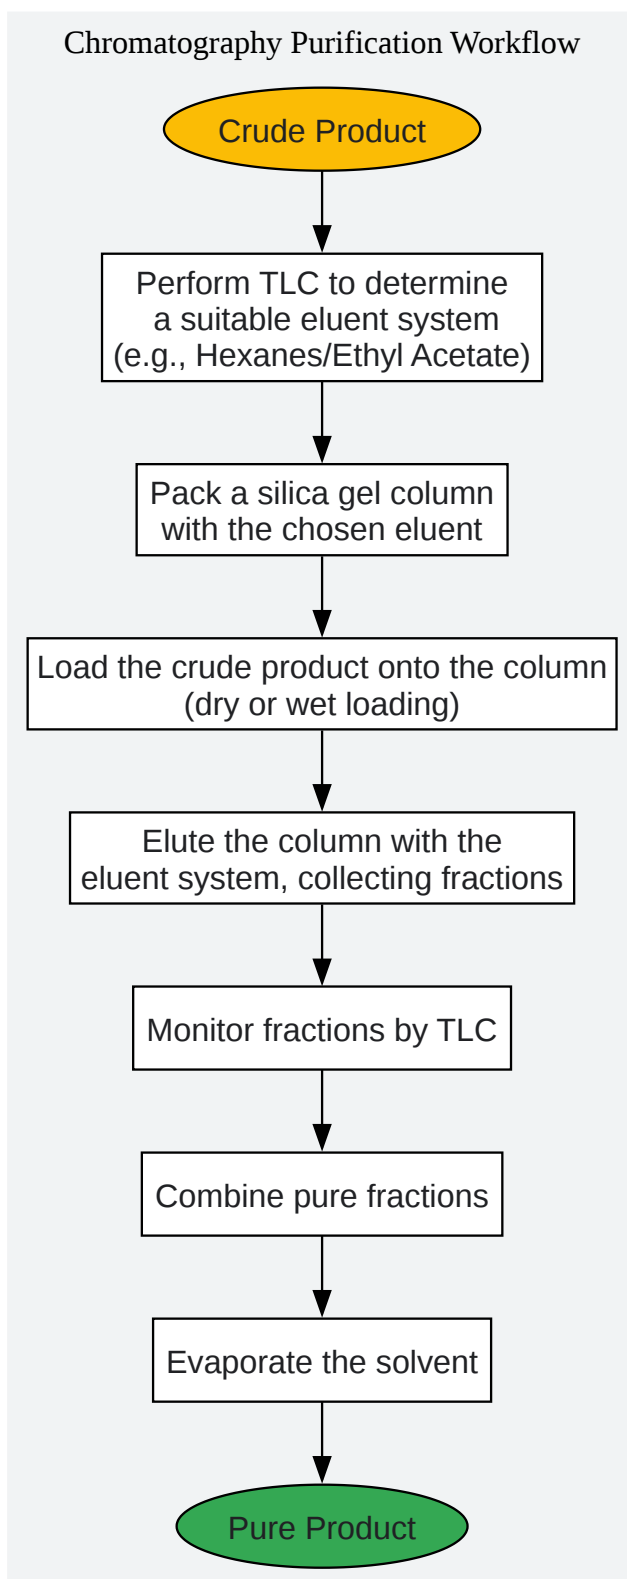 Chromatography Purification Workflow
Crude Product
Perform TLC to determine
a suitable eluent system
(e.g., Hexanes/Ethyl Acetate)
Pack a silica gel column
with the chosen eluent
Load the crude product onto the column
(dry or wet loading)
Elute the column with the
eluent system, collecting fractions
Monitor fractions by TLC
Combine pure fractions
Evaporate the solvent
Pure Product